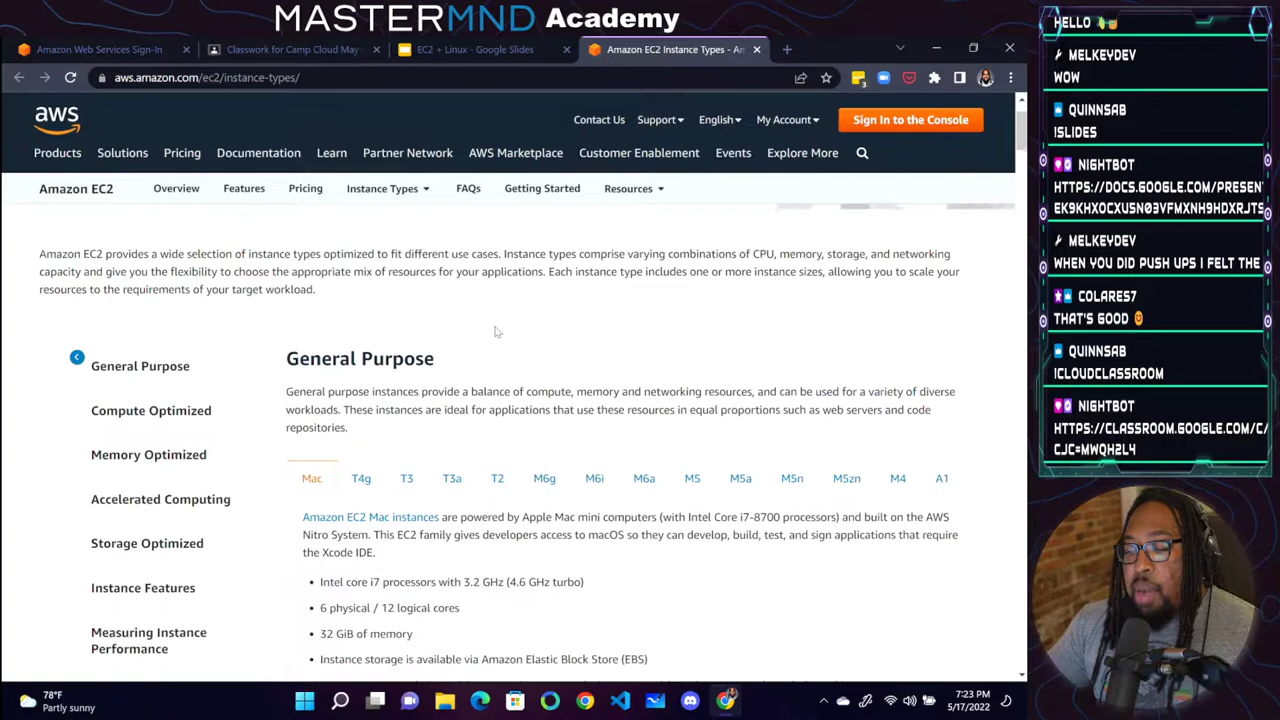 MASTERMND Academy
Amazon Web Services Sign-In
Classwork for Camp Cloud May
EC2 + Linux - Google Slides
Amazon EC2 Instance Types - Am
aws.amazon.com/ec2/instance-types/
3
aws
Contact Us
Support
English
My Account
Sign In to the Console
Products
Solutions
Pricing
Documentation
Learn
Partner Network
AWS Marketplace
Customer Enablement
Events
Explore More
Amazon EC2
Overview
Features
Pricing
Instance Types
FAQs
Getting Started
Resources
Amazon EC2 provides a wide selection of instance types optimized to fit different use cases. Instance types comprise varying combinations of CPU, memory, storage, and networking
capacity and give you the flexibility to choose the appropriate mix of resources for your applications. Each instance type includes one or more instance sizes, allowing you to scale your
resources to the requirements of your target workload.
General Purpose
Compute Optimized
Memory Optimized
Accelerated Computing
Storage Optimized
Instance Features
Measuring Instance
Performance
General Purpose
General purpose instances provide a balance of compute, memory and networking resources, and can be used for a variety of diverse
workloads. These instances are ideal for applications that use these resources in equal proportions such as web servers and code
repositories.
Mac
T4g
T3
T3a
T2
M6g
M6i
M6a
M5
M5a
M5n
M5zn
M4
A1
Amazon EC2 Mac instances are powered by Apple Mac mini computers (with Intel Core i7-8700 processors) and built on the AWS
Nitro System. This EC2 family gives developers access to macOS so they can develop, build, test, and sign applications that require
the Xcode IDE.
• Intel core i7 processors with 3.2 GHz (4.6 GHz turbo)
• 6 physical / 12 logical cores
• 32 GiB of memory
• Instance storage is available via Amazon Elastic Block Store (EBS)
78°F
Partly sunny
7:23 PM
5/17/2022
HELLO
MELKEYDEV
WOW
QUINNSAB
!SLIDES
NIGHTBOT
HTTPS://DOCS.GOOGLE.COM/PRESEN
MELKEYDEV
WHEN YOU DID PUSH UPS I FELT THE
COLARES7
THAT'S GOOD
QUINNSAB
!CLOUDCLASSROOM
NIGHTBOT
HTTPS://CLASSROOM.GOOGLE.COM/C/
CJC=MWQH2L4